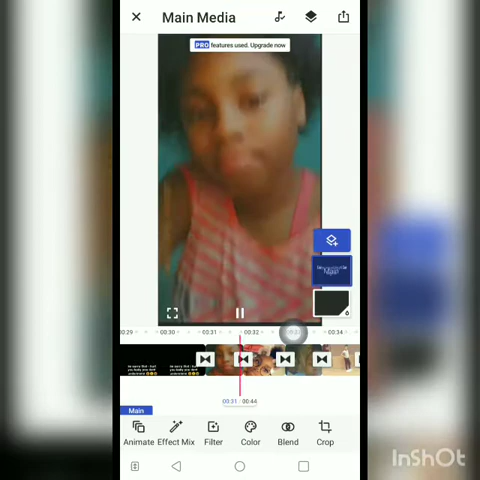 Main Media
PRO features used. Upgrade now
00:29
00:30
00:31
00:32
00:34
00:31 00:44
Main
Animate
Effect Mix
Filter
Color
Blend
Crop
InShOt